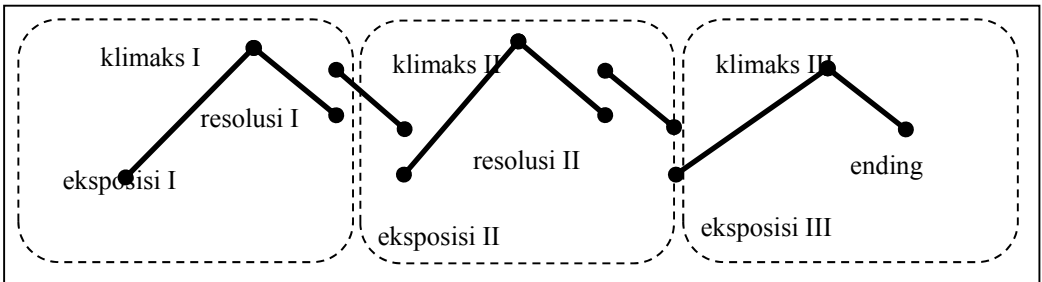 klimaks I
resolusi I
eksposisi I
klimaks II
resolusi II
eksposisi II
klimaks III
ending
eksposisi III